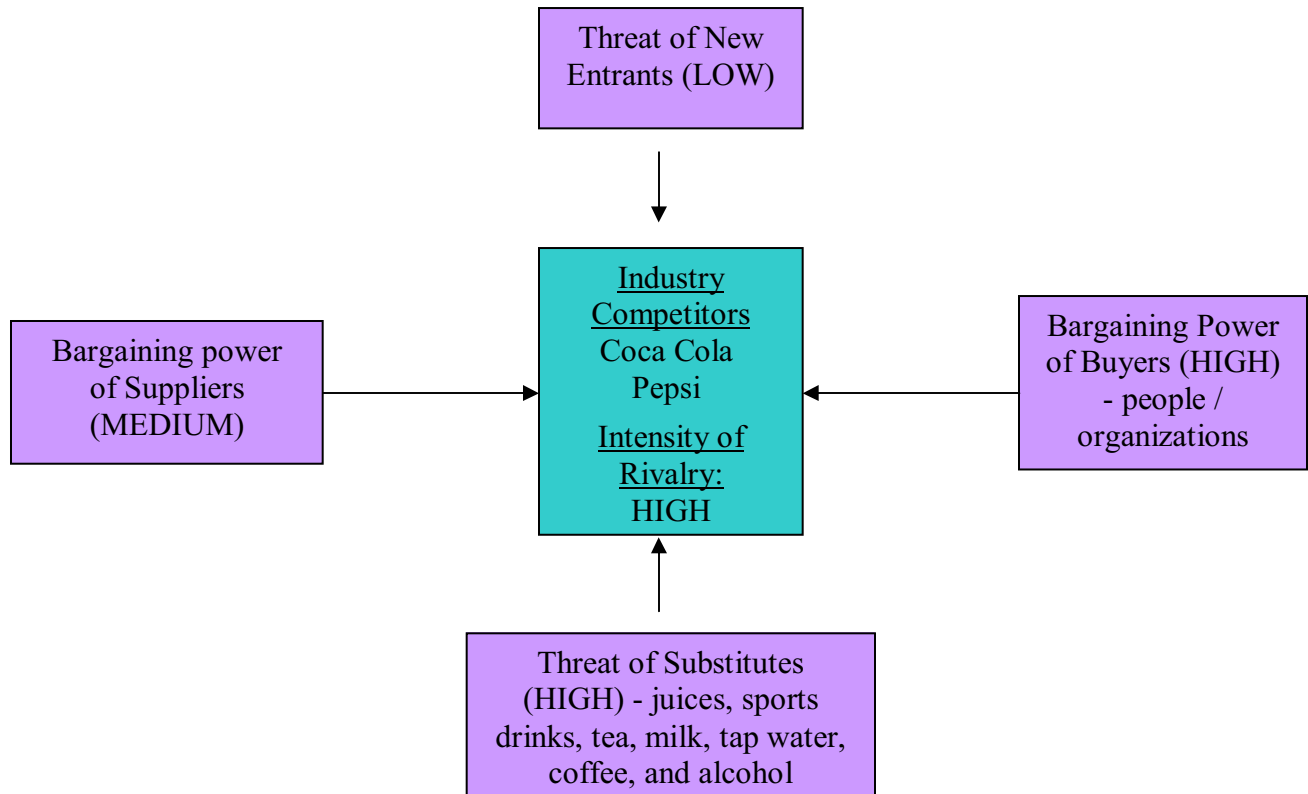 Threat of New
Entrants (LOW)
Industry
Competitors
Coca Cola
Pepsi
Intensity of
Rivalry:
HIGH
Bargaining power
of Suppliers
(MEDIUM)
Bargaining Power
of Buyers (HIGH)
- people /
organizations
Threat of Substitutes
(HIGH) - juices, sports
drinks, tea, milk, tap water,
coffee, and alcohol